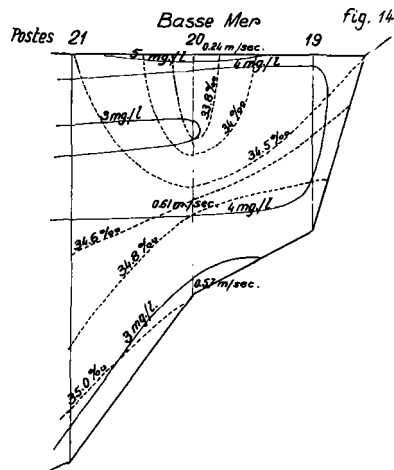 Basse Mer
fig. 14
Postes 21 20 19
0.24 m/sec.
5 mg/l
4 mg/l
33.8‰
34‰
3 mg/l
34.5‰
0.61 m/sec.
4 mg/l
34.6‰
34.8‰
0.57 m/sec.
3 mg/l.
35.0‰